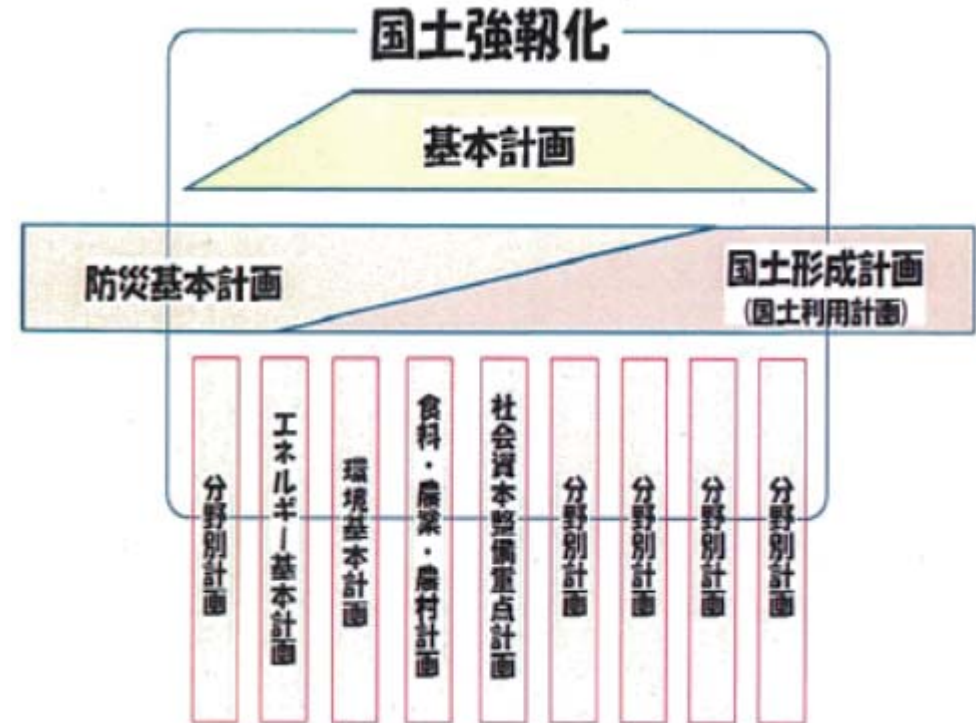 国土強靱化
基本計画
防災基本計画
国土形成計画
(国土利用計画)
分野別計画
エネルギー基本計画
環境基本計画
食料・農業・農村計画
社会資本整備重点計画
分野別計画
分野別計画
分野別計画
分野別計画